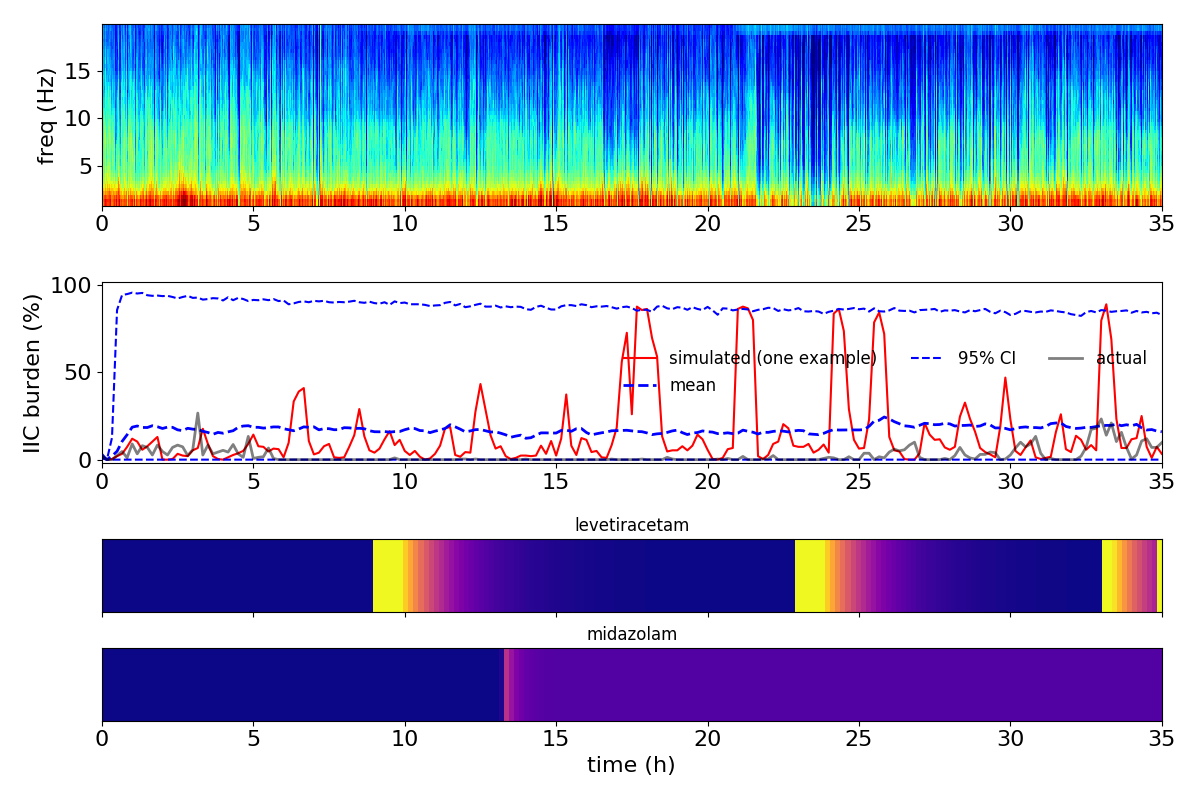 freq (Hz)
15
10
5
0 5 10 15 20 25 30 35
IIC burden (%)
100
50
0
simulated (one example) 95% CI actual
mean
0 5 10 15 20 25 30 35
levetiracetam
midazolam
0 5 10 15 20 25 30 35
time (h)